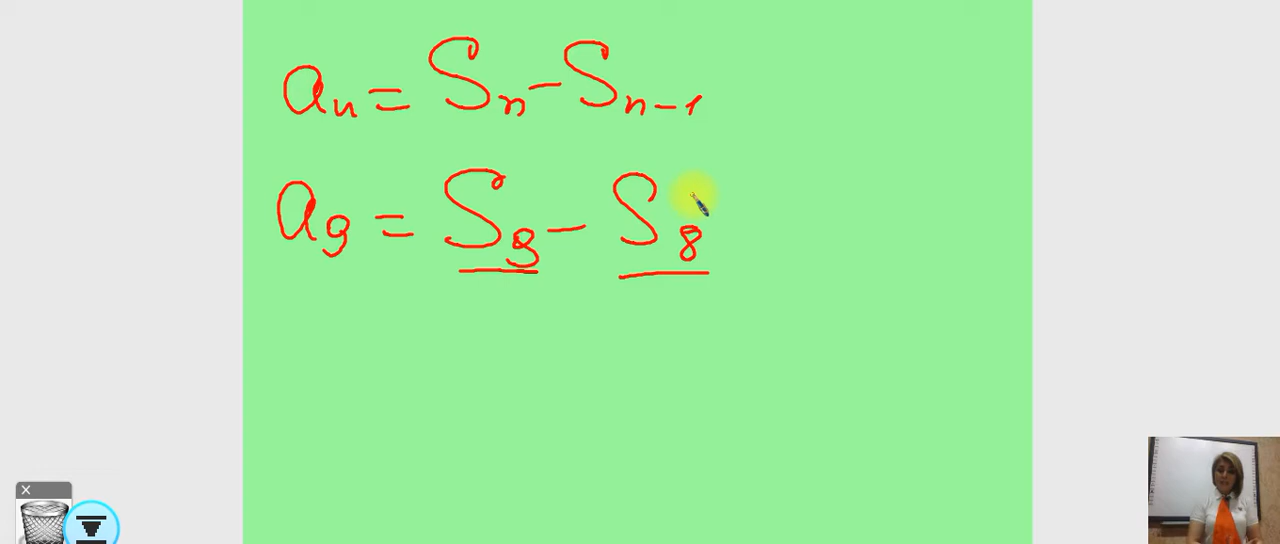 aₙ = Sₙ - Sₙ₋₁
a₉ = S₉ - S₈